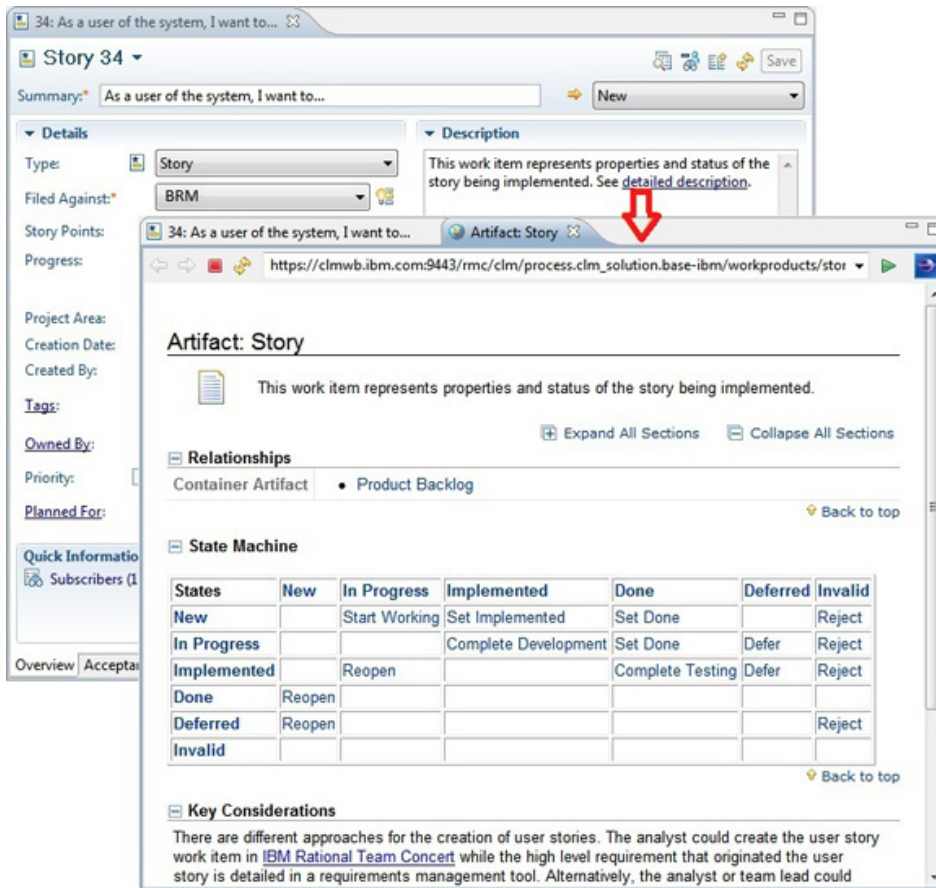 34: As a user of the system, I want to...
Story 34
Save
Summary:* As a user of the system, I want to... New
Details
Type: Story
Filed Against:* BRM
Story Points:
Progress:
Project Area:
Creation Date:
Created By:
Tags:
Owned By:
Priority:
Planned For:
Quick Informatio
Subscribers (1
Overview Accepta
Description
This work item represents properties and status of the
story being implemented. See detailed description.
34: As a user of the system, I want to... Artifact: Story
https://clmwb.ibm.com:9443/rmc/clm/process.clm_solution.base-ibm/workproducts/stor
Artifact: Story
This work item represents properties and status of the story being implemented.
Expand All Sections Collapse All Sections
Relationships
Container Artifact • Product Backlog
Back to top
State Machine
States New In Progress Implemented Done Deferred Invalid
New Start Working Set Implemented Set Done Reject
In Progress Complete Development Set Done Defer Reject
Implemented Reopen Complete Testing Defer Reject
Done Reopen
Deferred Reopen Reject
Invalid
Back to top
Key Considerations
There are different approaches for the creation of user stories. The analyst could create the user story
work item in IBM Rational Team Concert while the high level requirement that originated the user
story is detailed in a requirements management tool. Alternatively, the analyst or team lead could